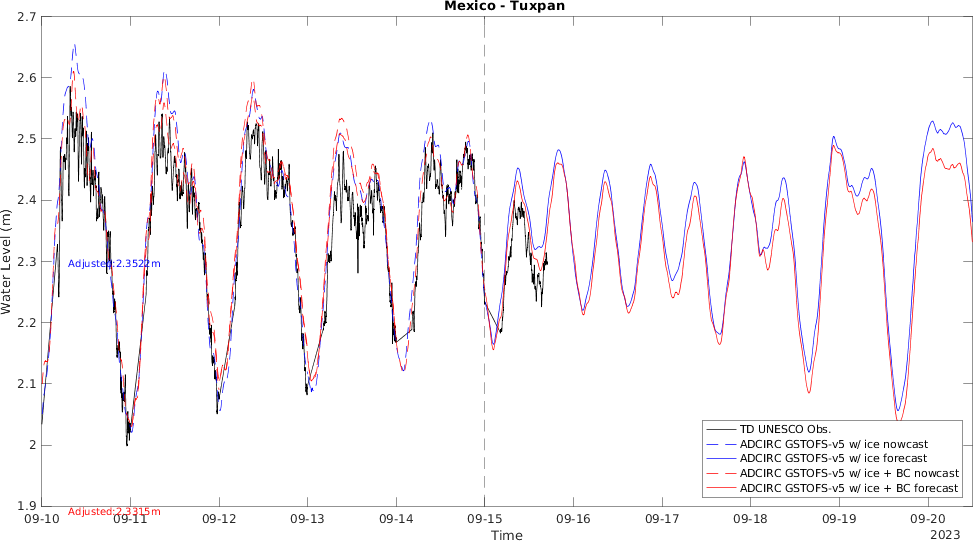 Mexico - Tuxpan
2.7
2.6
2.5
2.4
2.3
2.2
2.1
2
1.9
Water Level (m)
Adjusted:2.3522m
Adjusted:2.3315m
TD UNESCO Obs.
ADCIRC GSTOFS-v5 w/ ice nowcast
ADCIRC GSTOFS-v5 w/ ice forecast
ADCIRC GSTOFS-v5 w/ ice + BC nowcast
ADCIRC GSTOFS-v5 w/ ice + BC forecast
09-10 09-11 09-12 09-13 09-14 09-15 09-16 09-17 09-18 09-19 09-20
Time
2023